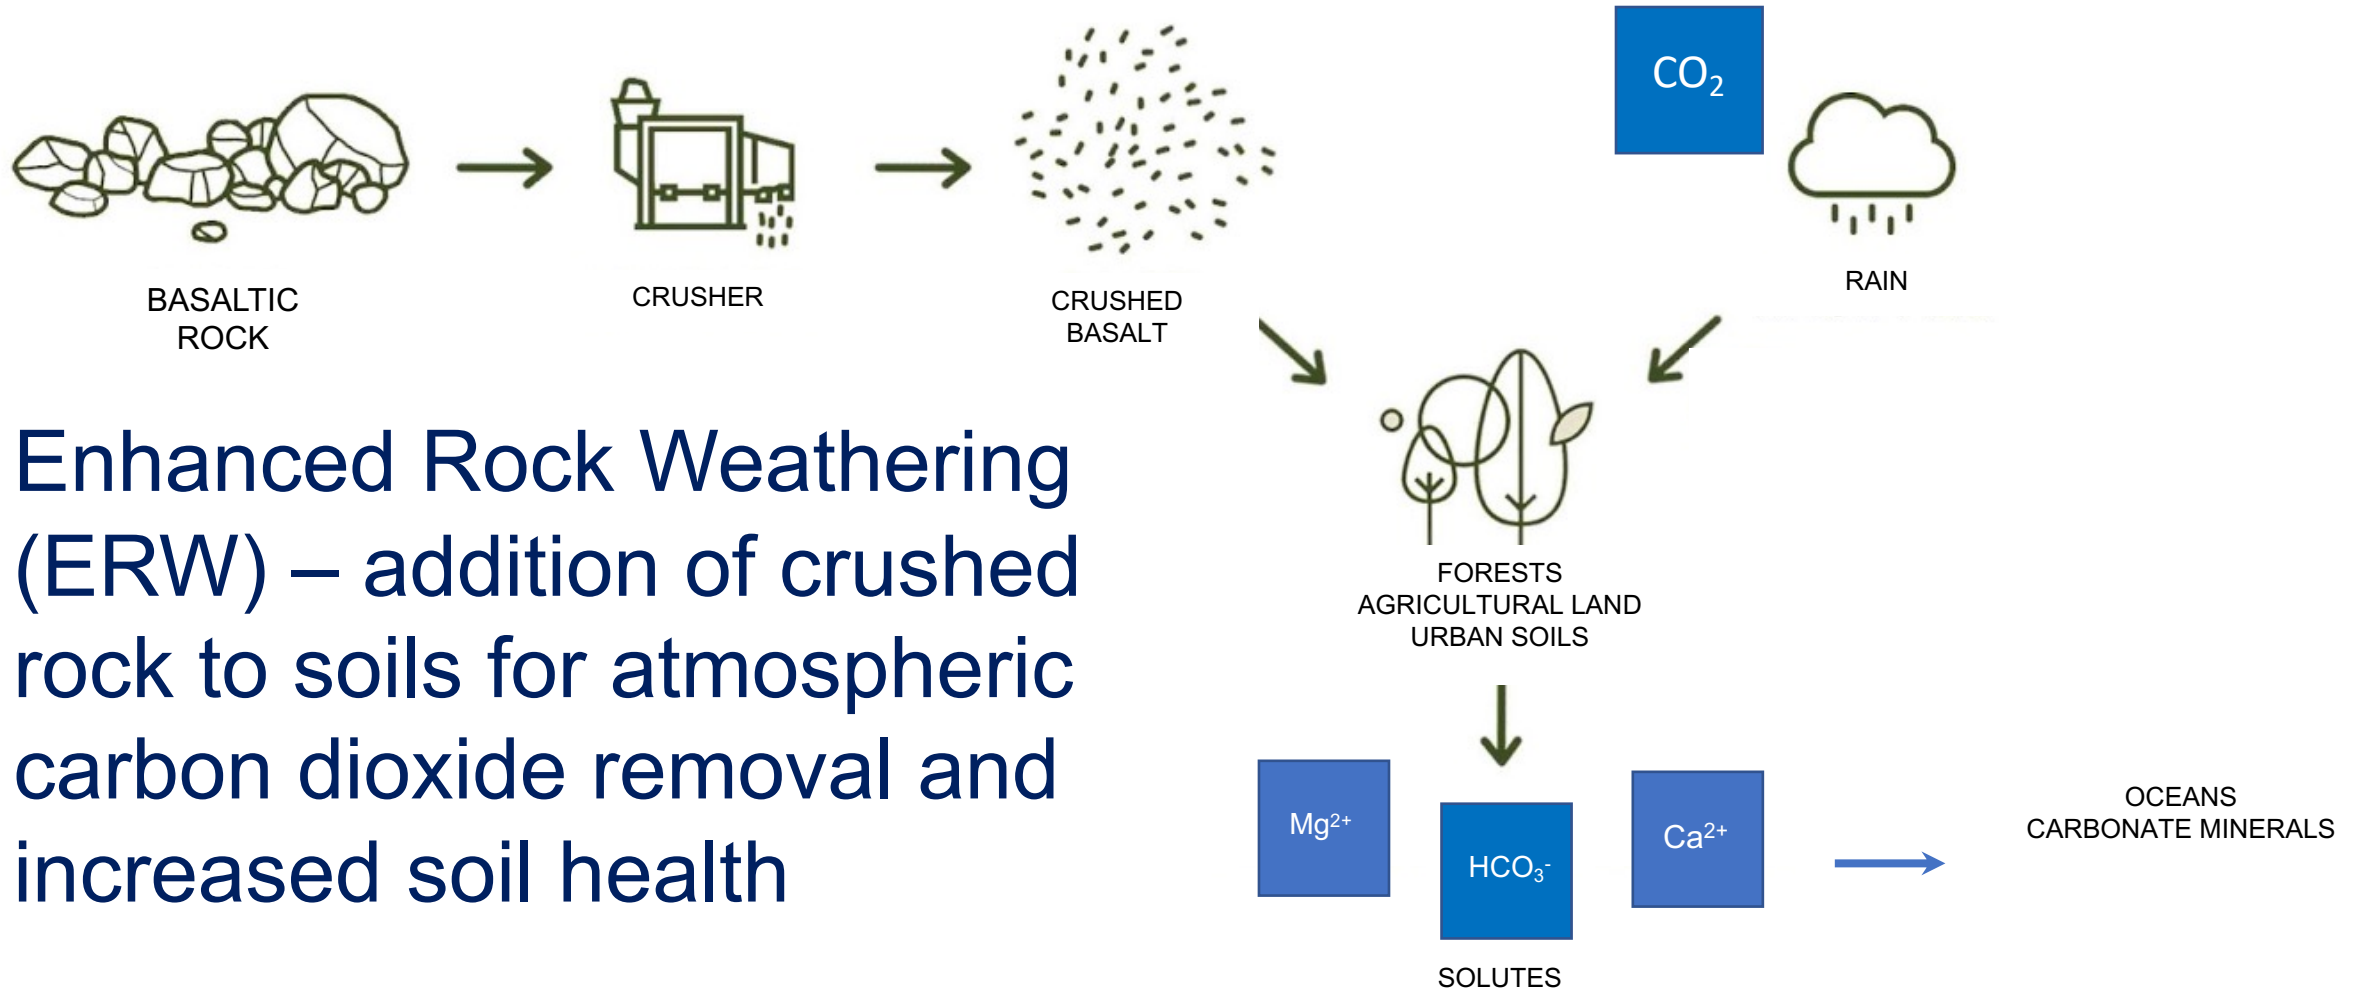 CO₂
BASALTIC
ROCK
CRUSHER
CRUSHED
BASALT
RAIN
Enhanced Rock Weathering
(ERW) – addition of crushed
rock to soils for atmospheric
carbon dioxide removal and
increased soil health
FORESTS
AGRICULTURAL LAND
URBAN SOILS
Mg²⁺
HCO₃⁻
Ca²⁺
SOLUTES
OCEANS
CARBONATE MINERALS